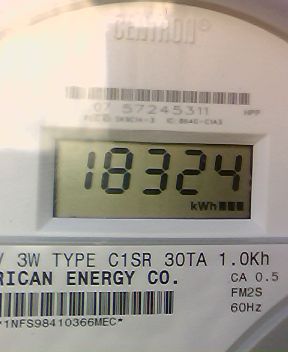 CENTRON®
07 57245311 HPP
18324
kWh
V 3W TYPE C1SR 30TA 1.0Kh
RICAN ENERGY CO. CA 0.5
FM2S
60Hz
*1NFS98410366MEC*